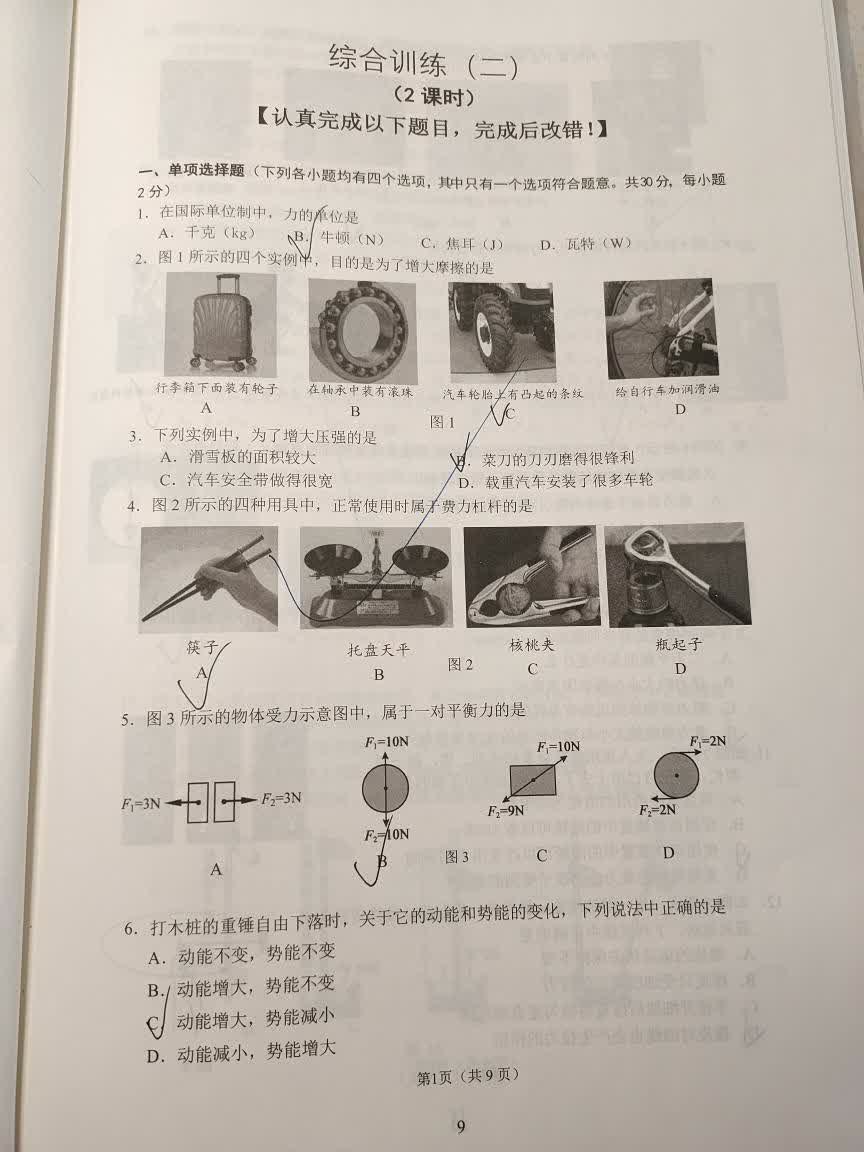 综合训练（二）
（2 课时）
【认真完成以下题目，完成后改错！】
一、单项选择题（下列各小题均有四个选项，其中只有一个选项符合题意。共30分，每小题
2 分）
1．在国际单位制中，力的单位是
A．千克（kg） B．牛顿（N） C．焦耳（J） D．瓦特（W）
2．图 1 所示的四个实例中，目的是为了增大摩擦的是
行李箱下面装有轮子 在轴承中装有滚珠 汽车轮胎上有凸起的条纹 给自行车加润滑油
A B C D
图 1
3．下列实例中，为了增大压强的是
A．滑雪板的面积较大 B．菜刀的刀刃磨得很锋利
C．汽车安全带做得很宽 D．载重汽车安装了很多车轮
4．图 2 所示的四种用具中，正常使用时属于费力杠杆的是
筷子 托盘天平 核桃夹 瓶起子
A B C D
图 2
5．图 3 所示的物体受力示意图中，属于一对平衡力的是
F₁=10N F₁=10N F₁=2N
F₁=3N F₂=3N F₂=9N F₂=2N
F₂=10N
A B C D
图 3
6．打木桩的重锤自由下落时，关于它的动能和势能的变化，下列说法中正确的是
A．动能不变，势能不变
B．动能增大，势能不变
C．动能增大，势能减小
D．动能减小，势能增大
第1页（共 9 页）
9